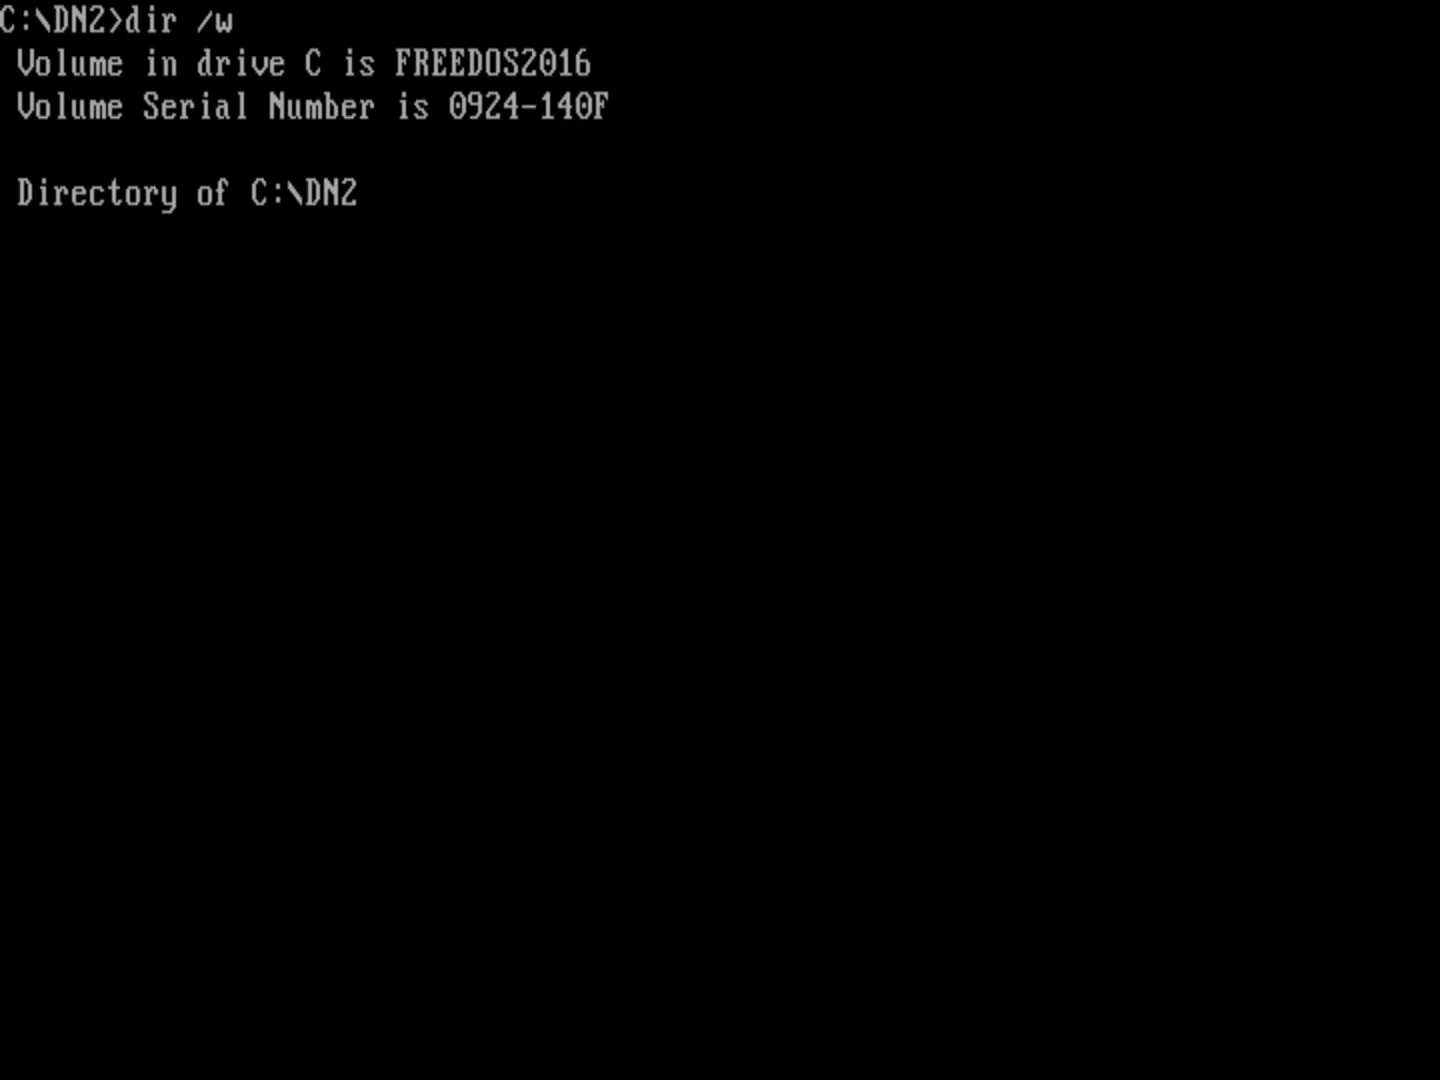 C:\DN2>dir /w
Volume in drive C is FREEDOS2016
Volume Serial Number is 0924-140F
Directory of C:\DN2